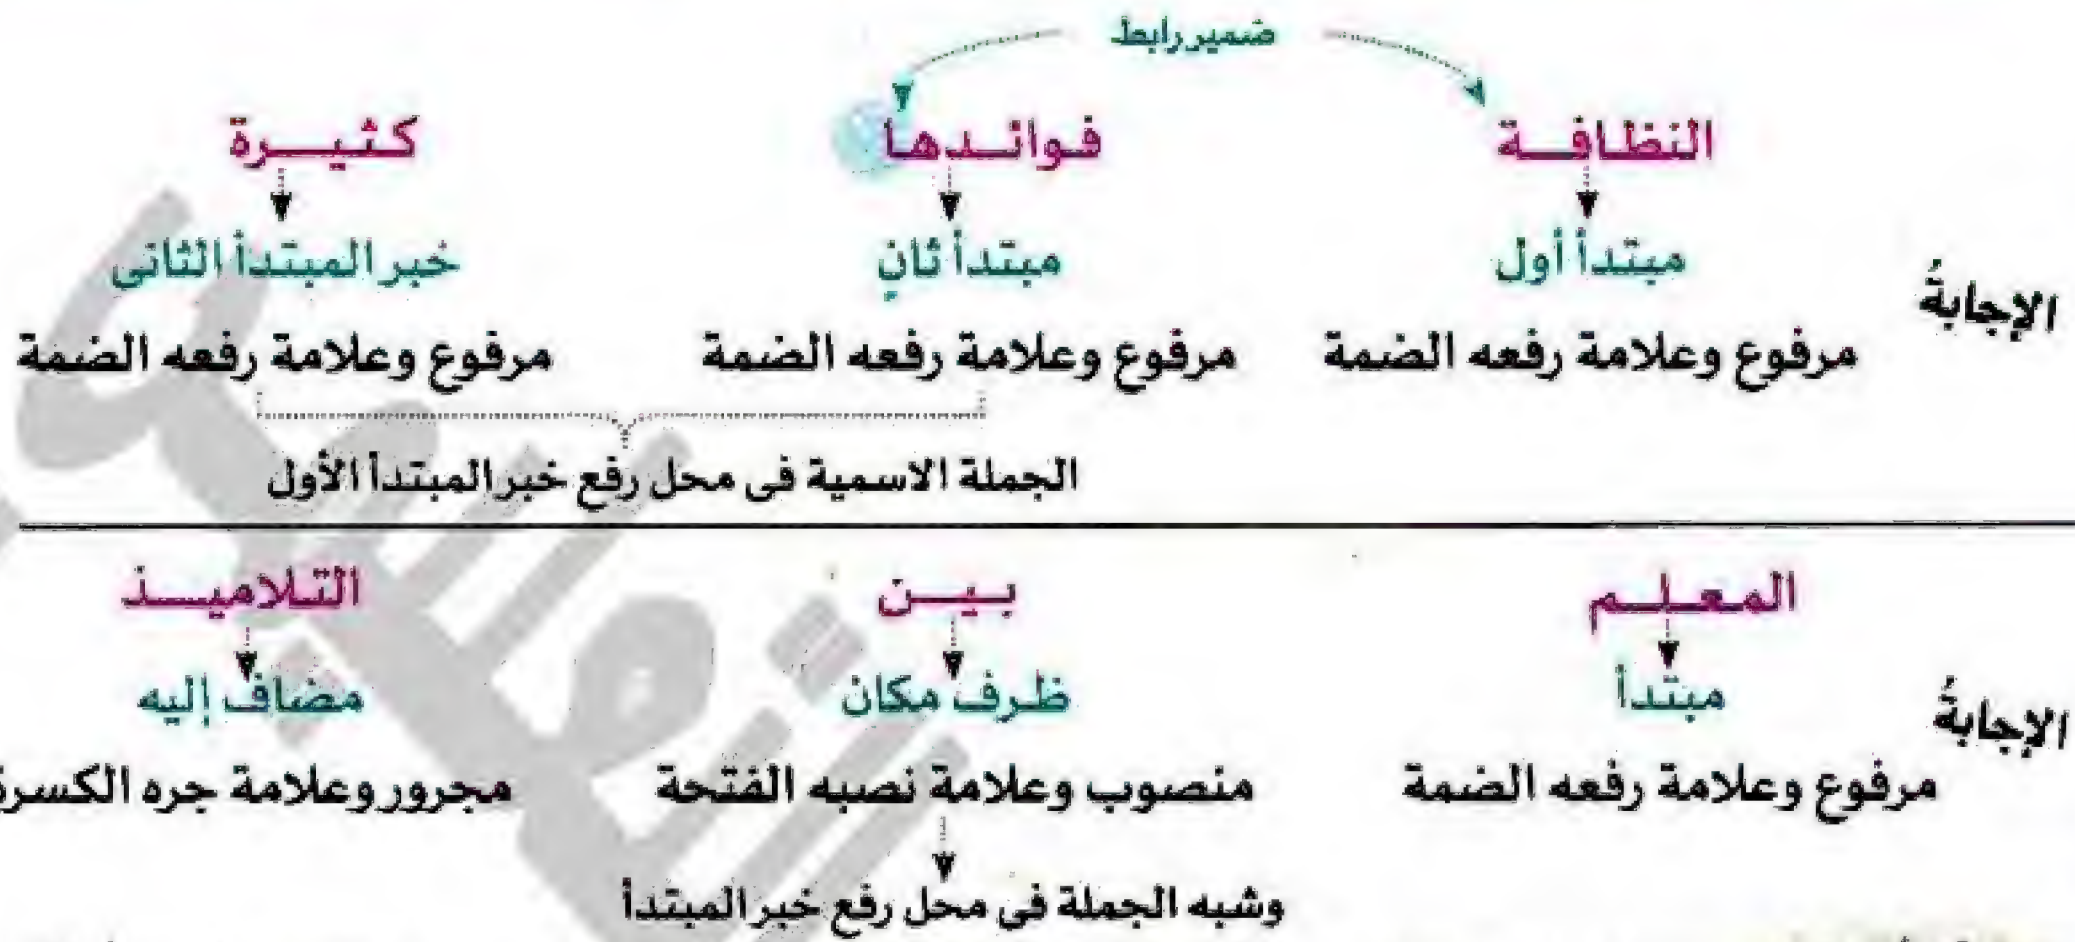 ضمير رابط
النظافة فوائدها كثيرة
مبتدأ أول مبتدأ ثانٍ خبر المبتدأ الثانى
الإجابةُ
مرفوع وعلامة رفعه الضمة مرفوع وعلامة رفعه الضمة مرفوع وعلامة رفعه الضمة
الجملة الاسمية فى محل رفع خبر المبتدأ الأول
المعلم بين التلاميذ
مبتدأ ظرف مكان مضاف إليه
الإجابةُ
مرفوع وعلامة رفعه الضمة منصوب وعلامة نصبه الفتحة مجرور وعلامة جره الكسرة
وشبه الجملة فى محل رفع خبر المبتدأ